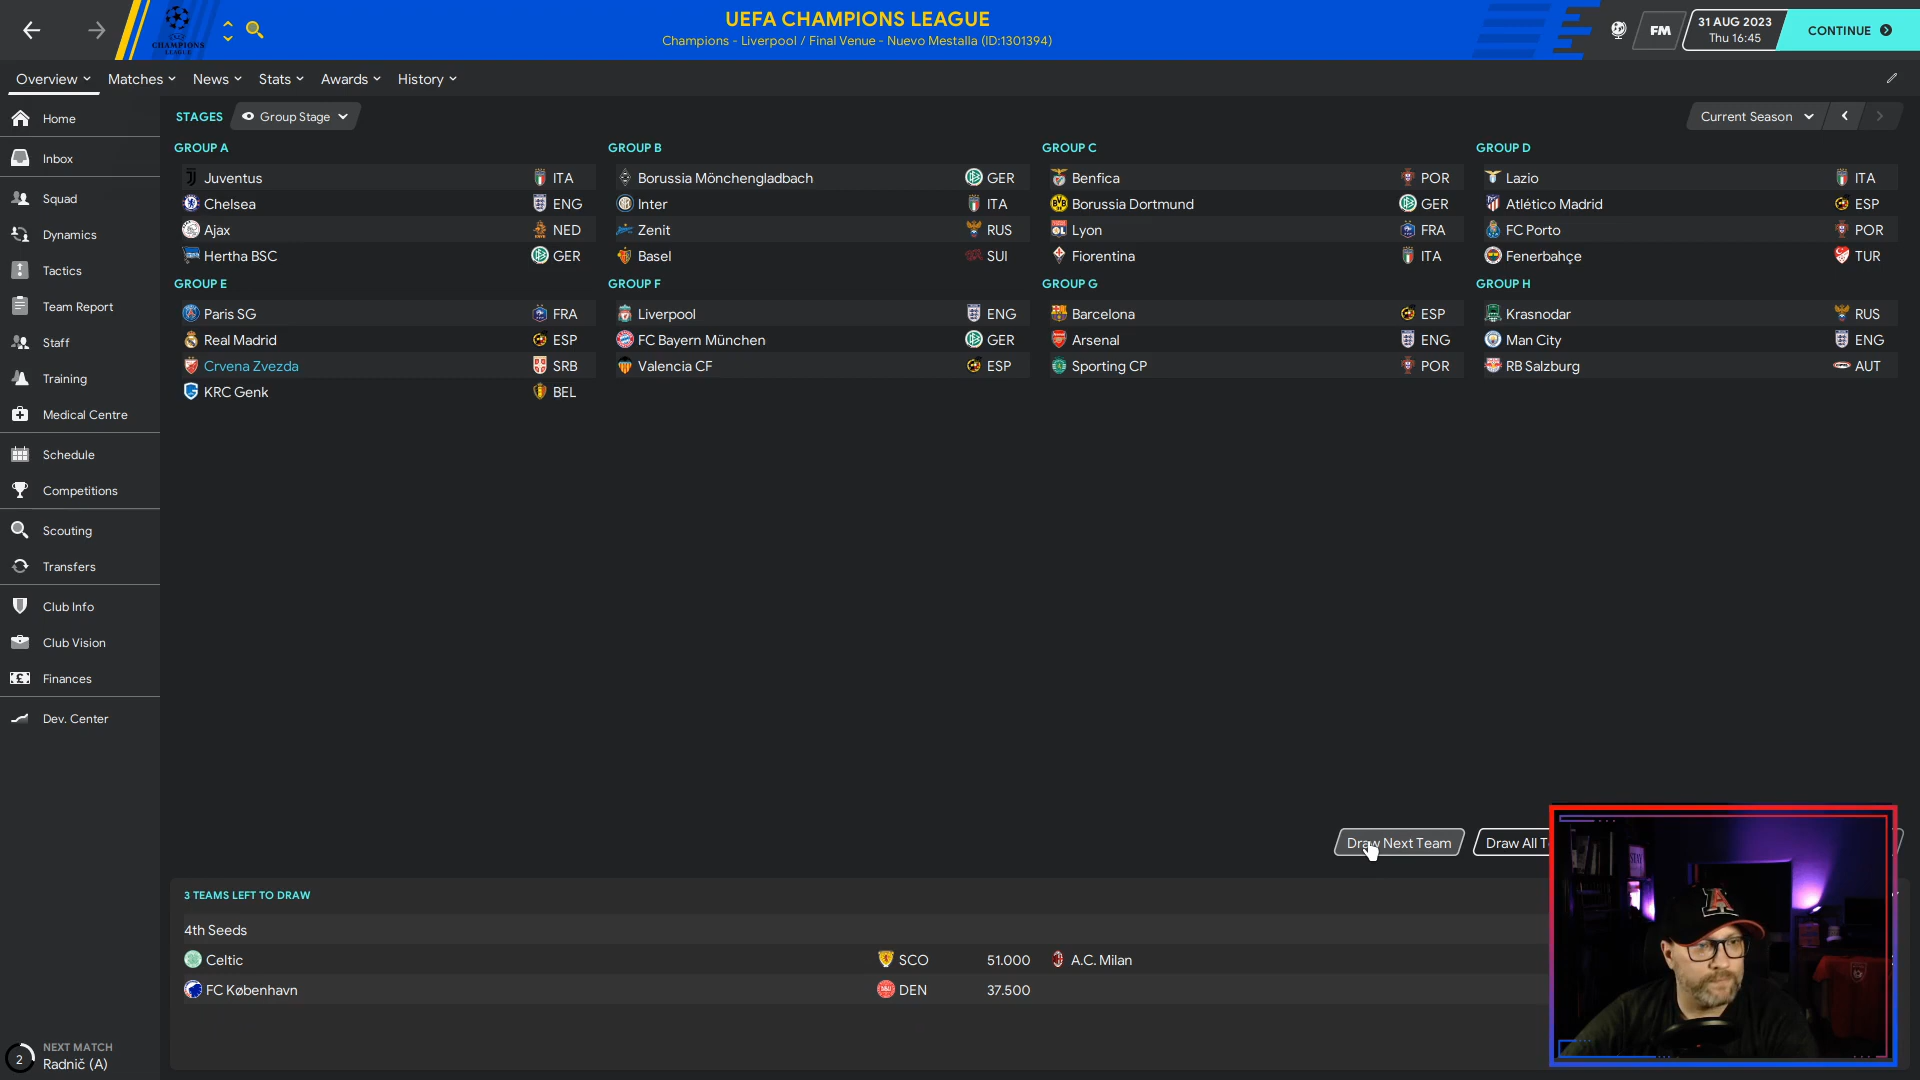 UEFA CHAMPIONS LEAGUE
Champions - Liverpool / Final Venue - Nuevo Mestalla (ID:1301394)
CHAMPIONS
LEAGUE
FM
31 AUG 2023
Thu 16:45
CONTINUE
Overview
Matches
News
Stats
Awards
History
Home
Inbox
Squad
Dynamics
Tactics
Team Report
Staff
Training
Medical Centre
Schedule
Competitions
Scouting
Transfers
Club Info
Club Vision
Finances
Dev. Center
2
NEXT MATCH
Radnič (A)
STAGES
Group Stage
Current Season
GROUP A
Juventus ITA
Chelsea ENG
Ajax NED
Hertha BSC GER
GROUP B
Borussia Mönchengladbach GER
Inter ITA
Zenit RUS
Basel SUI
GROUP C
Benfica POR
Borussia Dortmund GER
Lyon FRA
Fiorentina ITA
GROUP D
Lazio ITA
Atlético Madrid ESP
FC Porto POR
Fenerbahçe TUR
GROUP E
Paris SG FRA
Real Madrid ESP
Crvena Zvezda SRB
KRC Genk BEL
GROUP F
Liverpool ENG
FC Bayern München GER
Valencia CF ESP
GROUP G
Barcelona ESP
Arsenal ENG
Sporting CP POR
GROUP H
Krasnodar RUS
Man City ENG
RB Salzburg AUT
Draw Next Team
Draw All T
3 TEAMS LEFT TO DRAW
4th Seeds
Celtic SCO 51.000 A.C. Milan
FC København DEN 37.500
A